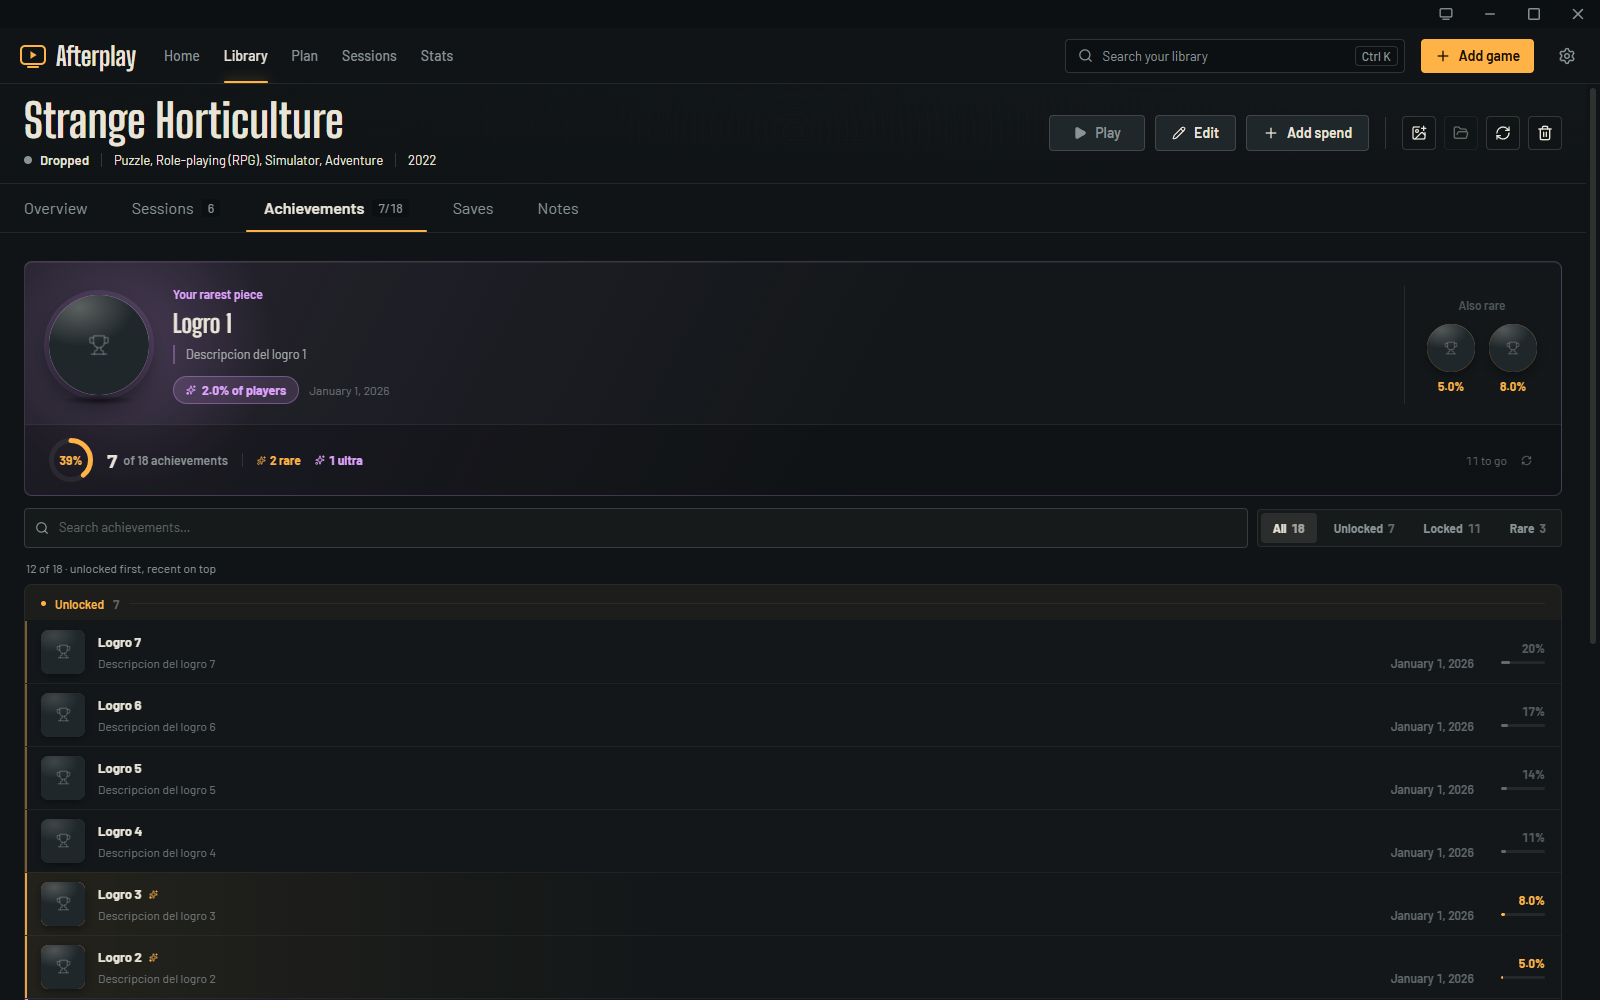 Afterplay
Home
Library
Plan
Sessions
Stats
Search your library
Ctrl K
Add game
Strange Horticulture
Dropped
Puzzle, Role-playing (RPG), Simulator, Adventure
2022
Play
Edit
Add spend
Overview
Sessions 6
Achievements 7/18
Saves
Notes
Your rarest piece
Logro 1
Descripcion del logro 1
2.0% of players
January 1, 2026
Also rare
5.0%
8.0%
39%
7 of 18 achievements
2 rare
1 ultra
11 to go
Search achievements...
All 18
Unlocked 7
Locked 11
Rare 3
12 of 18 · unlocked first, recent on top
Unlocked 7
Logro 7
Descripcion del logro 7
January 1, 2026
20%
Logro 6
Descripcion del logro 6
January 1, 2026
17%
Logro 5
Descripcion del logro 5
January 1, 2026
14%
Logro 4
Descripcion del logro 4
January 1, 2026
11%
Logro 3
Descripcion del logro 3
January 1, 2026
8.0%
Logro 2
Descripcion del logro 2
January 1, 2026
5.0%